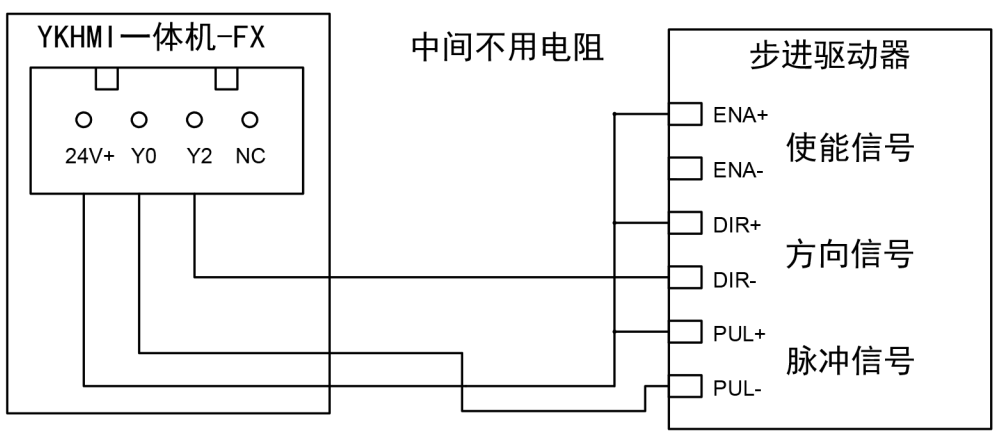 YKHMI一体机-FX
24V+ Y0 Y2 NC
中间不用电阻
步进驱动器
ENA+
使能信号
ENA-
DIR+
方向信号
DIR-
PUL+
脉冲信号
PUL-